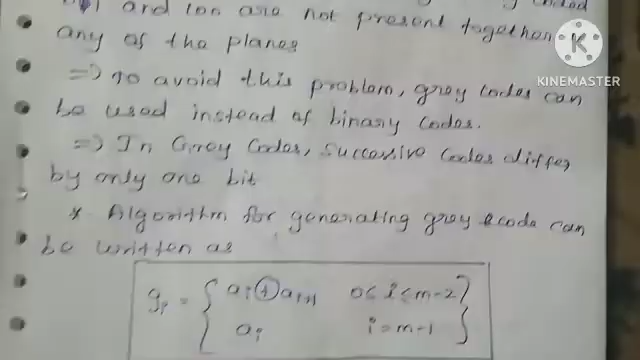 and 100 are not present together
any of the planes
=> to avoid this problem, grey codes can
be used instead of binary codes.
=> In Grey Codes, Successive Codes differ
by only one bit
* Algorithm for generating grey code can
be written as
gi = { ai ⊕ ai+1 0 ≤ i ≤ m-2 }
{ ai i = m-1 }
KINEMASTER